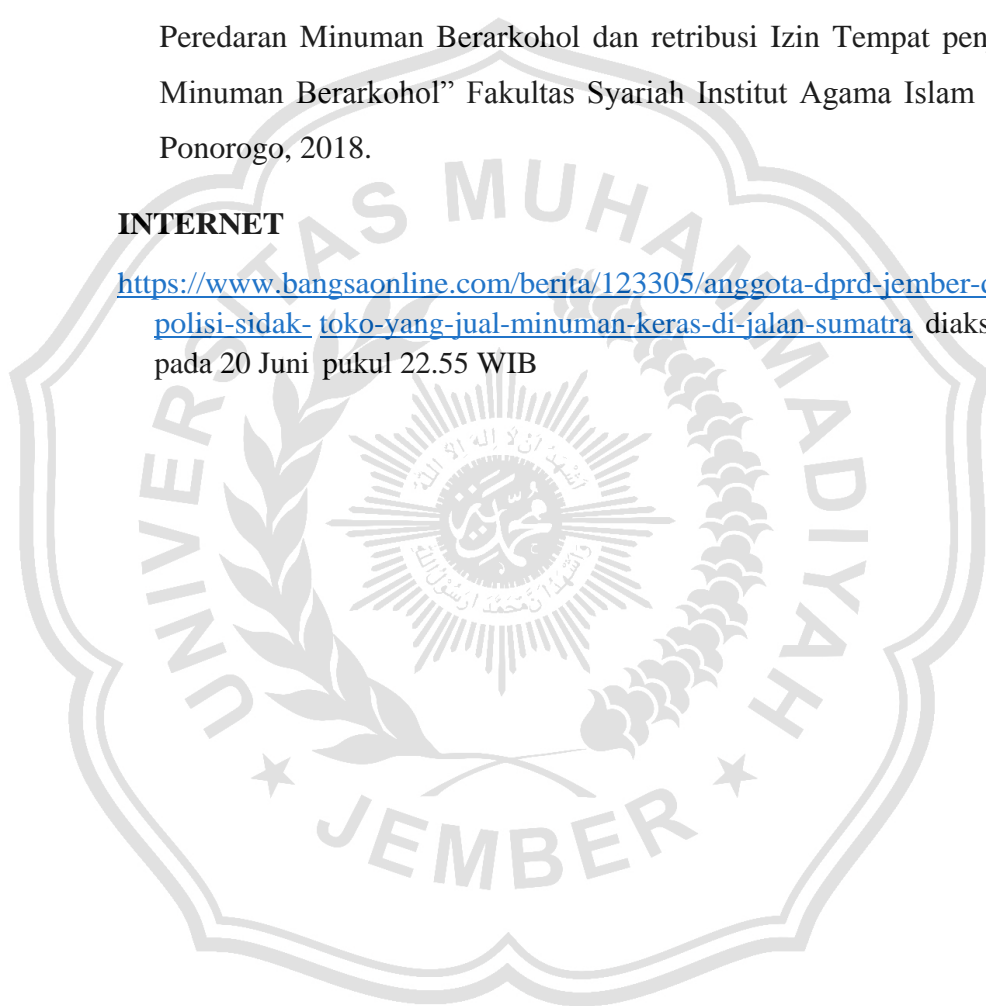 Peredaran Minuman Berarkohol dan retribusi Izin Tempat pen
Minuman Berarkohol” Fakultas Syariah Institut Agama Islam
Ponorogo, 2018.
INTERNET
https://www.bangsaonline.com/berita/123305/anggota-dprd-jember-d
polisi-sidak- toko-yang-jual-minuman-keras-di-jalan-sumatra diaks
pada 20 Juni pukul 22.55 WIB
UNIVERSITAS MUHAMMADIYAH
JEMBER